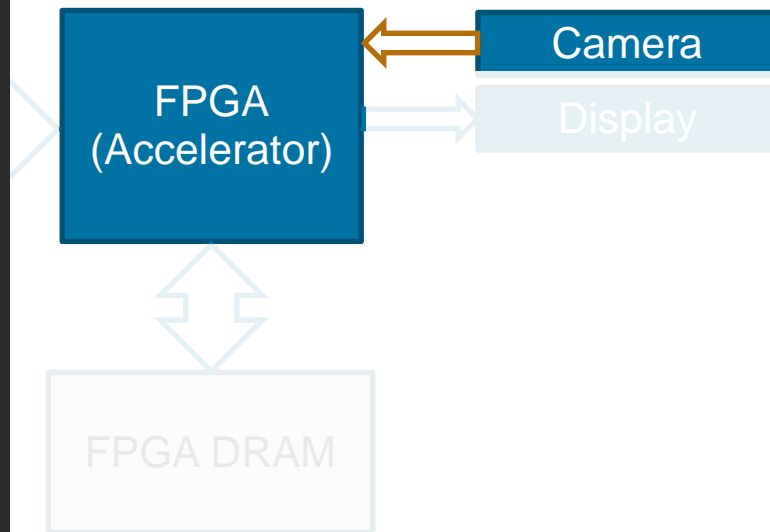 Camera
FPGA
(Accelerator)
Display
FPGA DRAM